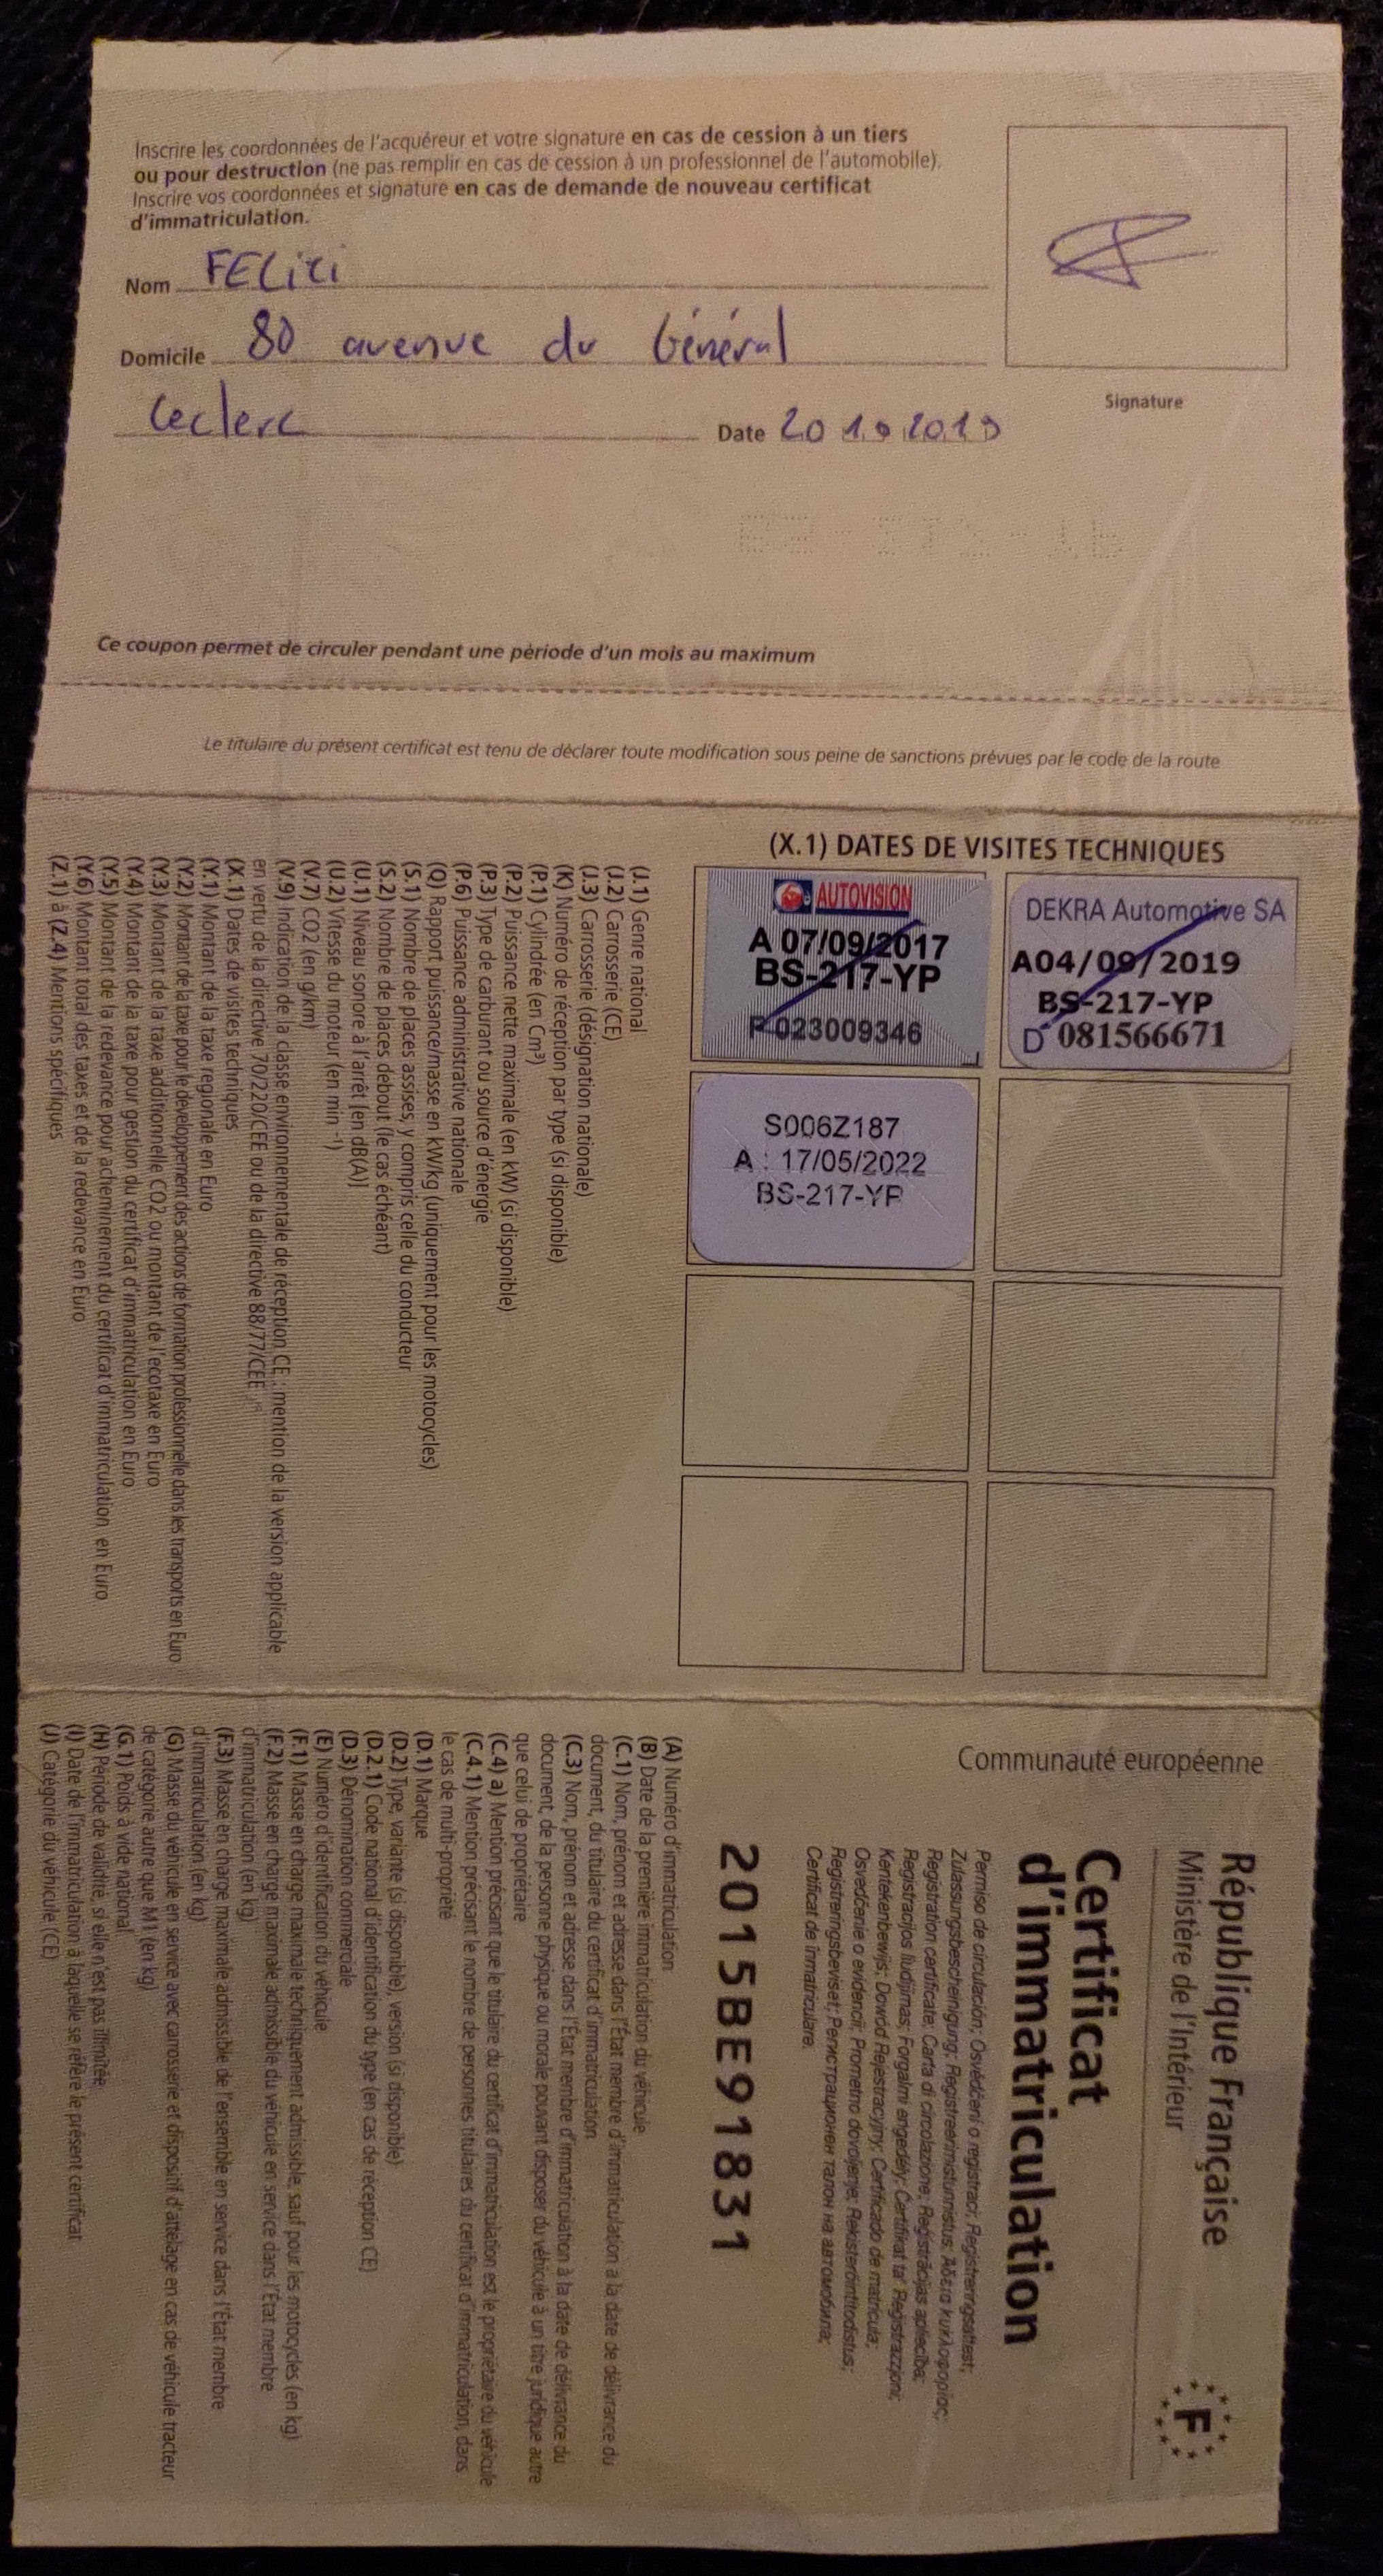 Inscrire les coordonnées de l'acquéreur et votre signature en cas de cession à un tiers
ou pour destruction (ne pas remplir en cas de cession à un professionnel de l'automobile).
Inscrire vos coordonnées et signature en cas de demande de nouveau certificat
d'immatriculation.
Nom FELICI
Domicile 80 avenue du Général
Leclerc
Date 20 10 2019
Signature
Ce coupon permet de circuler pendant une période d'un mois au maximum
Le titulaire du présent certificat est tenu de déclarer toute modification sous peine de sanctions prévues par le code de la route
(X.1) DATES DE VISITES TECHNIQUES
AUTOVISION
A 07/09/2017
BS-217-YP
P 023009346
DEKRA Automotive SA
A04/09/2019
BS-217-YP
D 081566671
S006Z187
A : 17/05/2022
BS-217-YP
(J.1) Genre national
(J.2) Carrosserie (CE)
(J.3) Carrosserie (désignation nationale)
(K) Numéro de réception par type (si disponible)
(P.1) Cylindrée (en Cm³)
(P.2) Puissance nette maximale (en kW) (si disponible)
(P.3) Type de carburant ou source d'énergie
(P.6) Puissance administrative nationale
(Q) Rapport puissance/masse en kW/kg (uniquement pour les motocycles)
(S.1) Nombre de places assises, y compris celle du conducteur
(S.2) Nombre de places debout (le cas échéant)
(U.1) Niveau sonore à l'arrêt [en dB(A)]
(U.2) Vitesse du moteur (en min⁻¹)
(V.7) CO2 (en g/km)
(V.9) Indication de la classe environnementale de réception CE ; mention de la version applicable
en vertu de la directive 70/220/CEE ou de la directive 88/77/CEE
(X.1) Dates de visites techniques
(Y.1) Montant de la taxe régionale en Euro
(Y.2) Montant de la taxe pour le développement des actions de formation professionnelle dans les transports en Euro
(Y.3) Montant de la taxe additionnelle CO2 ou montant de l'écotaxe en Euro
(Y.4) Montant de la taxe pour gestion du certificat d'immatriculation en Euro
(Y.5) Montant de la redevance pour acheminement du certificat d'immatriculation en Euro
(Y.6) Montant total des taxes et de la redevance en Euro
(Z.1) à (Z.4) Mentions spécifiques
Communauté européenne
République Française
Ministère de l'Intérieur
F
Certificat
d'immatriculation
Permiso de circulación; Osvědčení o registraci; Registreringsattest;
Zulassungsbescheinigung; Registreerimistunnistus; Άδεια κυκλοφορίας;
Registration certificate; Carta di circolazione; Reģistrācijas apliecība;
Registracijos liudijimas; Forgalmi engedély; Ċertifikat ta' Reġistrazzjoni;
Kentekenbewijs; Dowód Rejestracyjny; Certificado de matrícula;
Osvedčenie o evidencii; Prometno dovoljenje; Rekisteröintitodistus;
Registreringsbeviset; Регистрационен талон на автомобила;
Certificat de înmatriculare.
2015BE91831
(A) Numéro d'immatriculation
(B) Date de la première immatriculation du véhicule
(C.1) Nom, prénom et adresse dans l'État membre d'immatriculation à la date de délivrance du
document, du titulaire du certificat d'immatriculation
(C.3) Nom, prénom et adresse dans l'État membre d'immatriculation à la date de délivrance du
document, de la personne physique ou morale pouvant disposer du véhicule à un titre juridique autre
que celui de propriétaire
(C.4) a) Mention précisant que le titulaire du certificat d'immatriculation est le propriétaire du véhicule
(C.4.1) Mention précisant le nombre de personnes titulaires du certificat d'immatriculation, dans
le cas de multi-propriété
(D.1) Marque
(D.2) Type, variante (si disponible), version (si disponible)
(D.2.1) Code national d'identification du type (en cas de réception CE)
(D.3) Dénomination commerciale
(E) Numéro d'identification du véhicule
(F.1) Masse en charge maximale techniquement admissible, sauf pour les motocycles (en kg)
(F.2) Masse en charge maximale admissible du véhicule en service dans l'État membre
d'immatriculation (en kg)
(F.3) Masse en charge maximale admissible de l'ensemble en service dans l'État membre
d'immatriculation (en kg)
(G) Masse du véhicule en service avec carrosserie et dispositif d'attelage en cas de véhicule tracteur
de catégorie autre que M1 (en kg)
(G.1) Poids à vide national
(H) Période de validité, si elle n'est pas illimitée
(I) Date de l'immatriculation à laquelle se réfère le présent certificat
(J) Catégorie du véhicule (CE)